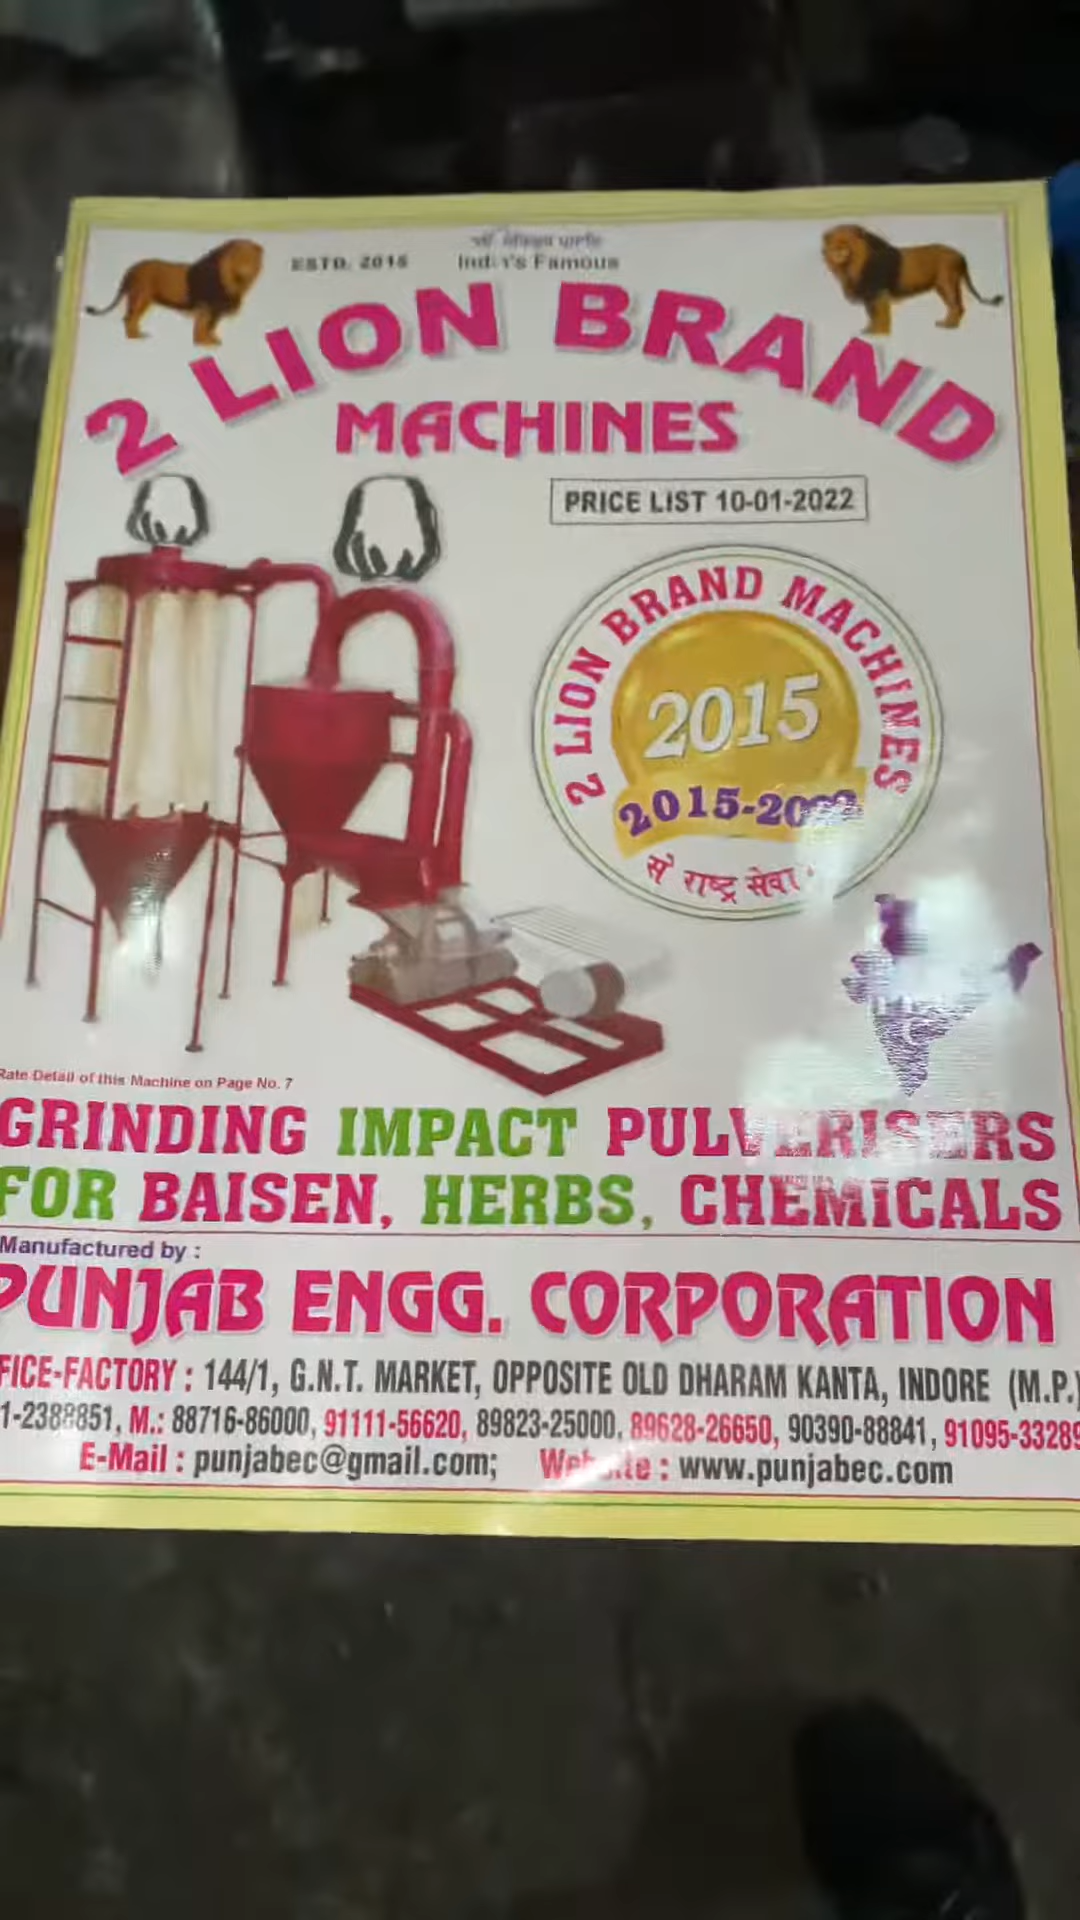 ESTD. 2015
India's Famous
2 LION BRAND
MACHINES
PRICE LIST 10-01-2022
2 LION BRAND MACHINES
2015
2015-2022
से राष्ट्र सेवा
Rate Detail of this Machine on Page No. 7
GRINDING IMPACT PULVERISERS
FOR BAISEN, HERBS, CHEMICALS
Manufactured by :
PUNJAB ENGG. CORPORATION
FICE-FACTORY : 144/1, G.N.T. MARKET, OPPOSITE OLD DHARAM KANTA, INDORE (M.P.)
1-2388851, M.: 88716-86000, 91111-56620, 89823-25000, 89628-26650, 90390-88841, 91095-33289
E-Mail : punjabec@gmail.com; Website : www.punjabec.com